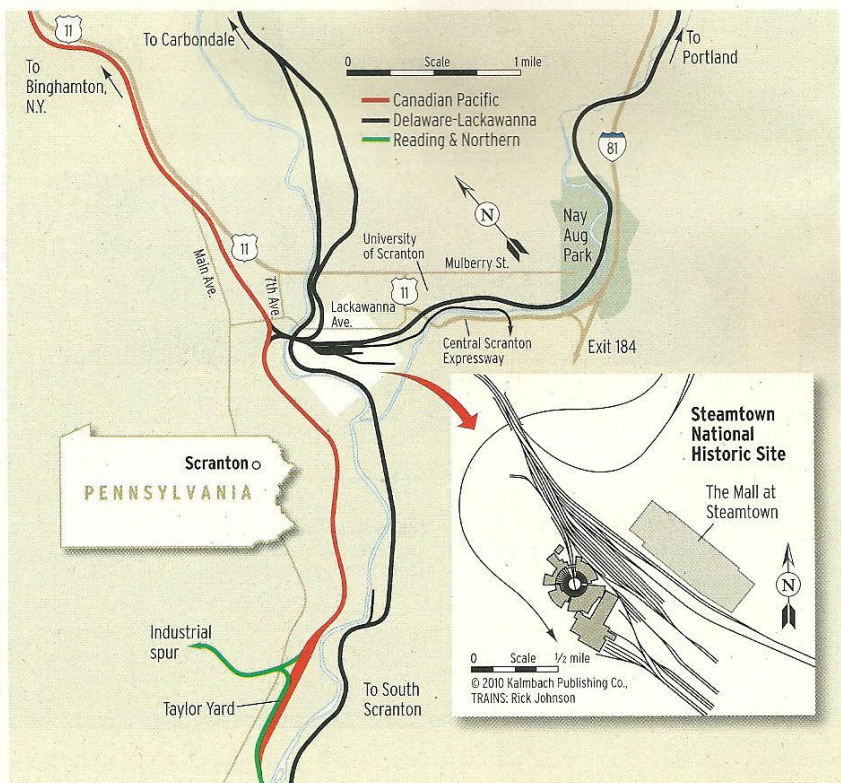 11
To Carbondale
To
Portland
To
Binghamton,
N.Y.
0 Scale 1 mile
Canadian Pacific
Delaware-Lackawanna
Reading & Northern
81
N
Nay
Aug
Park
University
of Scranton
Mulberry St.
11
Main Ave.
7th Ave.
11
Lackawanna
Ave.
Central Scranton
Expressway
Exit 184
Steamtown
National
Historic Site
The Mall at
Steamtown
Scranton
PENNSYLVANIA
N
Industrial
spur
Taylor Yard
To South
Scranton
0 Scale 1/2 mile
© 2010 Kalmbach Publishing Co.,
TRAINS: Rick Johnson